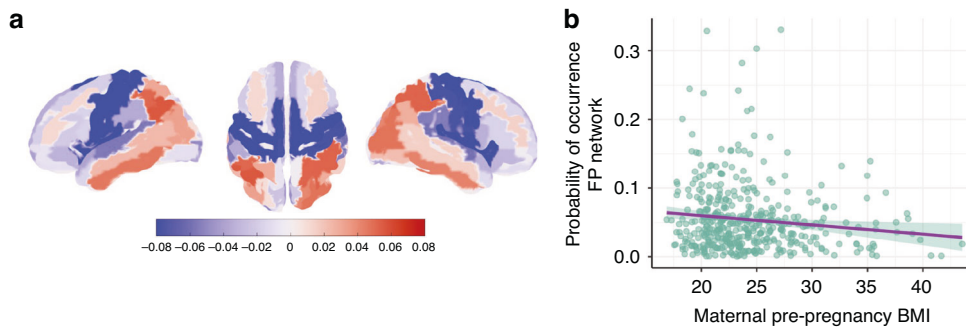 a
−0.08 −0.06 −0.04 −0.02 0 0.02 0.04 0.06 0.08
b
Probability of occurrence
FP network
0.3
0.2
0.1
0.0
20 25 30 35 40
Maternal pre-pregnancy BMI